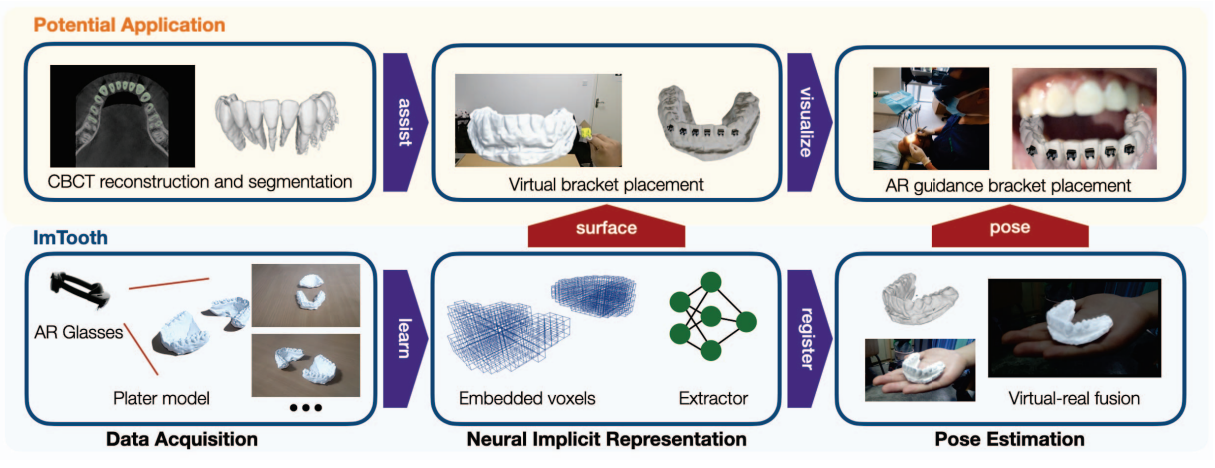 Potential Application
CBCT reconstruction and segmentation
assist
Virtual bracket placement
visualize
AR guidance bracket placement
surface
pose
ImTooth
AR Glasses
Plater model
learn
Embedded voxels
Extractor
register
Virtual-real fusion
Data Acquisition
Neural Implicit Representation
Pose Estimation